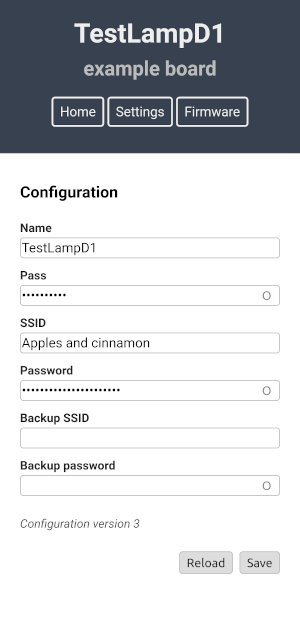 TestLampD1
example board
Home Settings Firmware
Configuration
Name
TestLampD1
Pass
••••••••••
O
SSID
Apples and cinnamon
Password
••••••••••••••••••••••
O
Backup SSID
Backup password
O
Configuration version 3
Reload Save